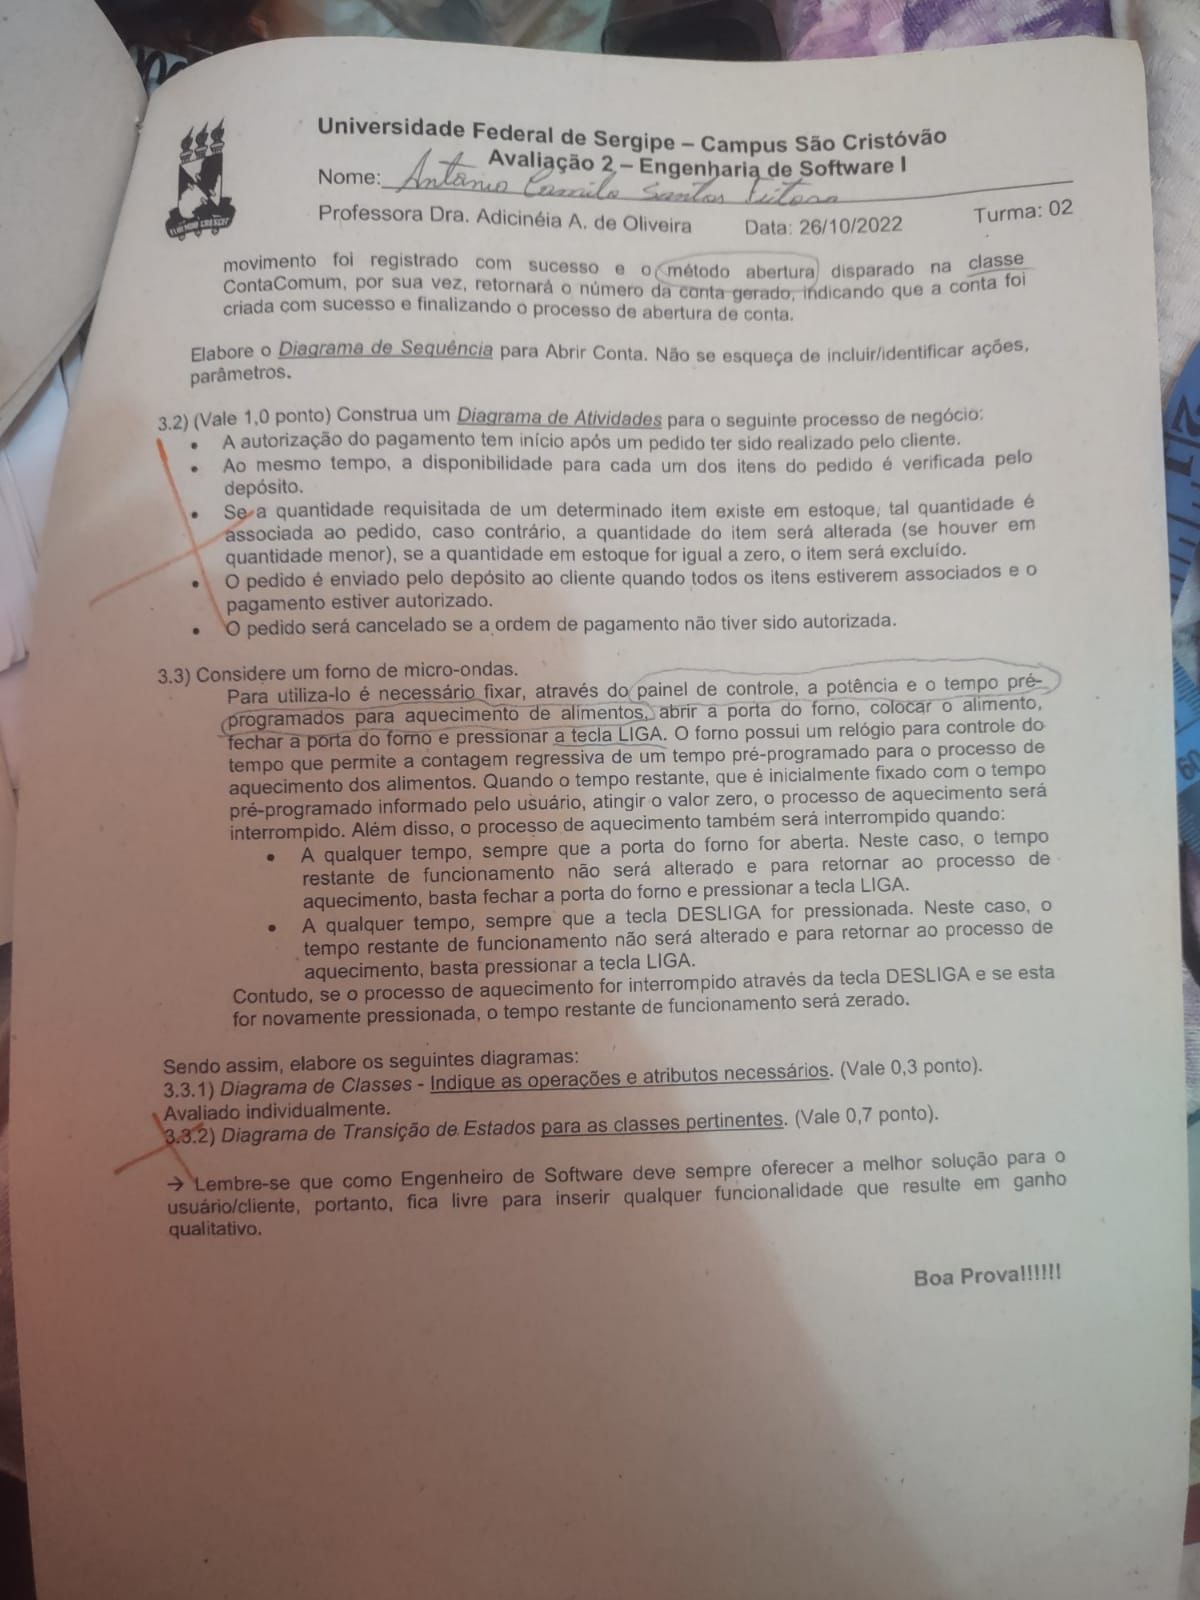 Universidade Federal de Sergipe – Campus São Cristóvão
Avaliação 2 – Engenharia de Software I
Nome: Antônio Camilo Santos
Professora Dra. Adicinéia A. de Oliveira Data: 26/10/2022 Turma: 02
movimento foi registrado com sucesso e o método abertura disparado na classe
ContaComum, por sua vez, retornará o número da conta gerado, indicando que a conta foi
criada com sucesso e finalizando o processo de abertura de conta.
Elabore o Diagrama de Sequência para Abrir Conta. Não se esqueça de incluir/identificar ações,
parâmetros.
3.2) (Vale 1,0 ponto) Construa um Diagrama de Atividades para o seguinte processo de negócio:
• A autorização do pagamento tem início após um pedido ter sido realizado pelo cliente.
• Ao mesmo tempo, a disponibilidade para cada um dos itens do pedido é verificada pelo
depósito.
• Se a quantidade requisitada de um determinado item existe em estoque, tal quantidade é
associada ao pedido, caso contrário, a quantidade do item será alterada (se houver em
quantidade menor), se a quantidade em estoque for igual a zero, o item será excluído.
• O pedido é enviado pelo depósito ao cliente quando todos os itens estiverem associados e o
pagamento estiver autorizado.
• O pedido será cancelado se a ordem de pagamento não tiver sido autorizada.
3.3) Considere um forno de micro-ondas.
Para utiliza-lo é necessário fixar, através do painel de controle, a potência e o tempo pré-
programados para aquecimento de alimentos, abrir a porta do forno, colocar o alimento,
fechar a porta do forno e pressionar a tecla LIGA. O forno possui um relógio para controle do
tempo que permite a contagem regressiva de um tempo pré-programado para o processo de
aquecimento dos alimentos. Quando o tempo restante, que é inicialmente fixado com o tempo
pré-programado informado pelo usuário, atingir o valor zero, o processo de aquecimento será
interrompido. Além disso, o processo de aquecimento também será interrompido quando:
• A qualquer tempo, sempre que a porta do forno for aberta. Neste caso, o tempo
restante de funcionamento não será alterado e para retornar ao processo de
aquecimento, basta fechar a porta do forno e pressionar a tecla LIGA.
• A qualquer tempo, sempre que a tecla DESLIGA for pressionada. Neste caso, o
tempo restante de funcionamento não será alterado e para retornar ao processo de
aquecimento, basta pressionar a tecla LIGA.
Contudo, se o processo de aquecimento for interrompido através da tecla DESLIGA e se esta
for novamente pressionada, o tempo restante de funcionamento será zerado.
Sendo assim, elabore os seguintes diagramas:
3.3.1) Diagrama de Classes - Indique as operações e atributos necessários. (Vale 0,3 ponto).
Avaliado individualmente.
3.3.2) Diagrama de Transição de Estados para as classes pertinentes. (Vale 0,7 ponto).
→ Lembre-se que como Engenheiro de Software deve sempre oferecer a melhor solução para o
usuário/cliente, portanto, fica livre para inserir qualquer funcionalidade que resulte em ganho
qualitativo.
Boa Prova!!!!!!